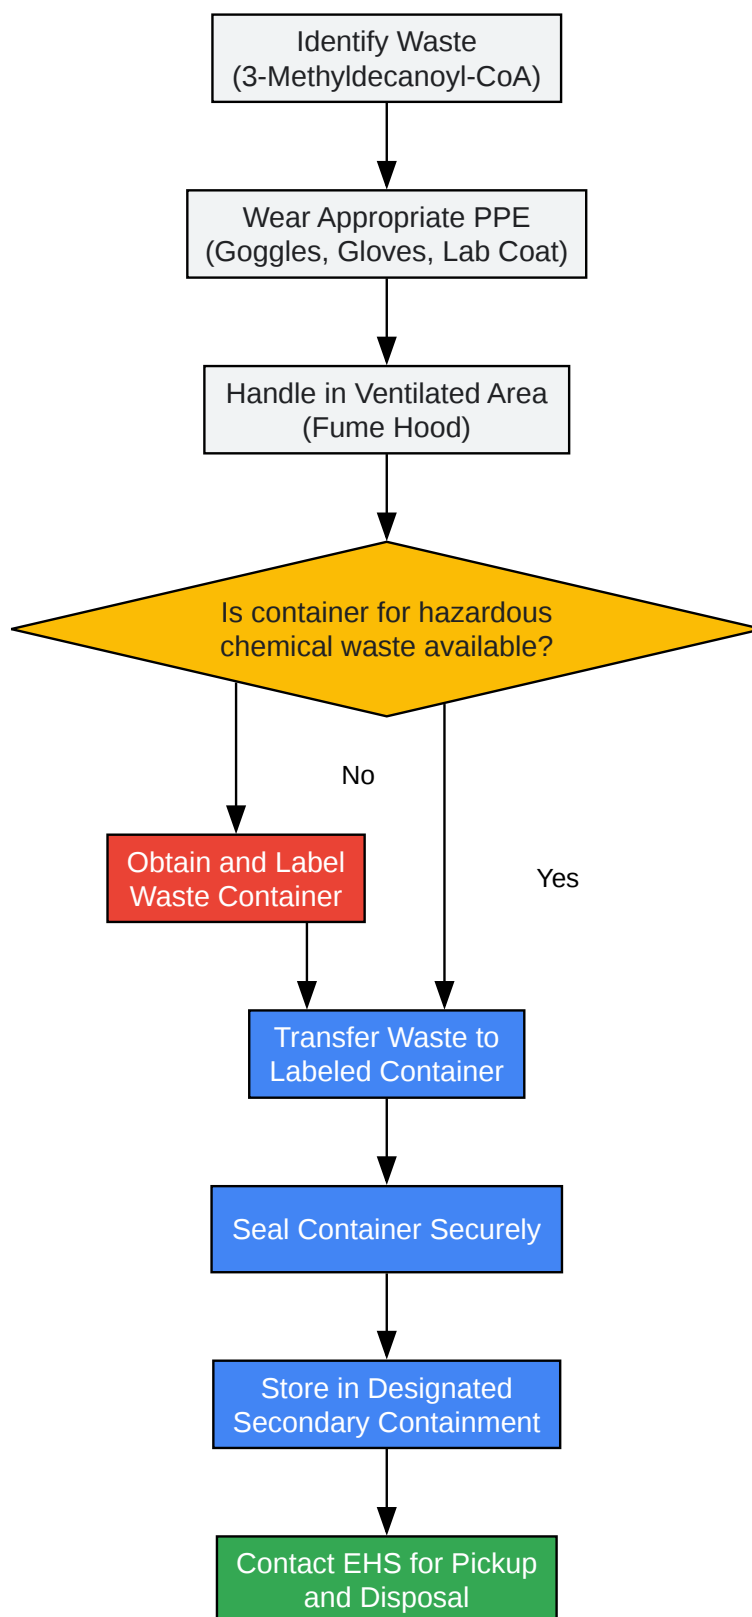 Identify Waste
(3-Methyldecanoyl-CoA)
Wear Appropriate PPE
(Goggles, Gloves, Lab Coat)
Handle in Ventilated Area
(Fume Hood)
Is container for hazardous
chemical waste available?
No
Obtain and Label
Waste Container
Yes
Transfer Waste to
Labeled Container
Seal Container Securely
Store in Designated
Secondary Containment
Contact EHS for Pickup
and Disposal